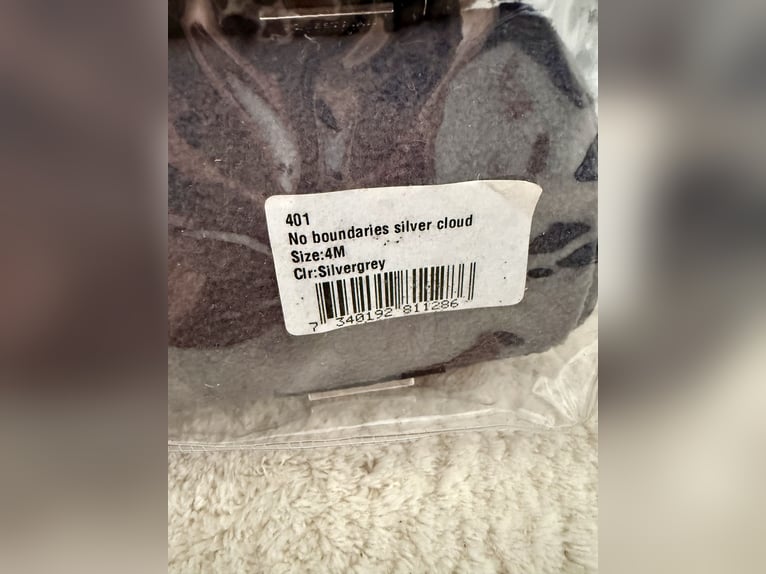 401
No boundaries silver cloud
Size:4M
Clr:Silvergrey
7 340192 811286